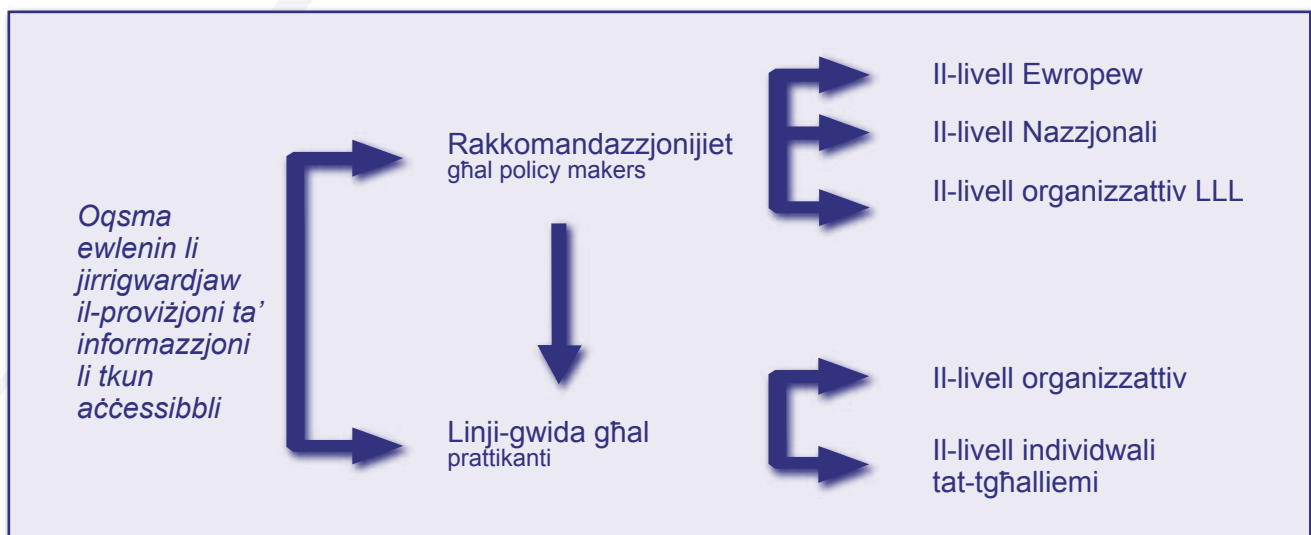 Oqsma
ewlenin li
jirrigwardjaw
il-proviżjoni ta’
informazzjoni
li tkun
aċċessibbli
Rakkomandazzjonijiet
għal policy makers
Il-livell Ewropew
Il-livell Nazzjonali
Il-livell organizzattiv LLL
Linji-gwida għal
prattikanti
Il-livell organizzattiv
Il-livell individwali
tat-tgħalliemi